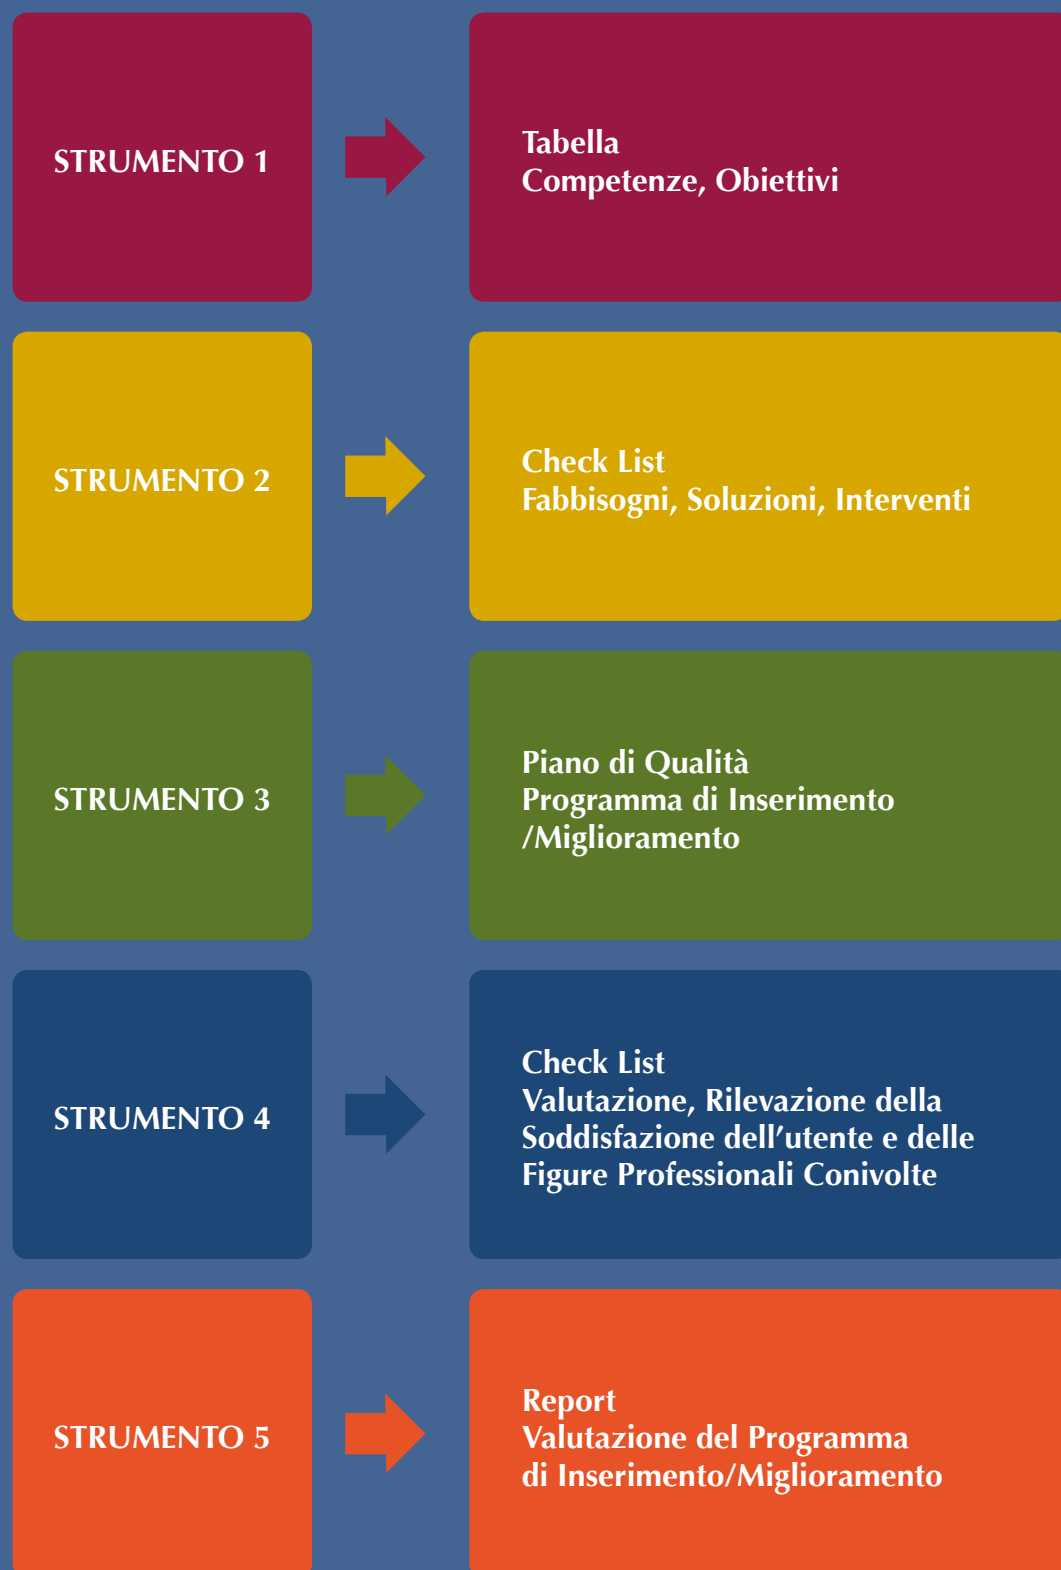 STRUMENTO 1
Tabella
Competenze, Obiettivi
STRUMENTO 2
Check List
Fabbisogni, Soluzioni, Interventi
STRUMENTO 3
Piano di Qualità
Programma di Inserimento
/Miglioramento
STRUMENTO 4
Check List
Valutazione, Rilevazione della
Soddisfazione dell’utente e delle
Figure Professionali Conivolte
STRUMENTO 5
Report
Valutazione del Programma
di Inserimento/Miglioramento